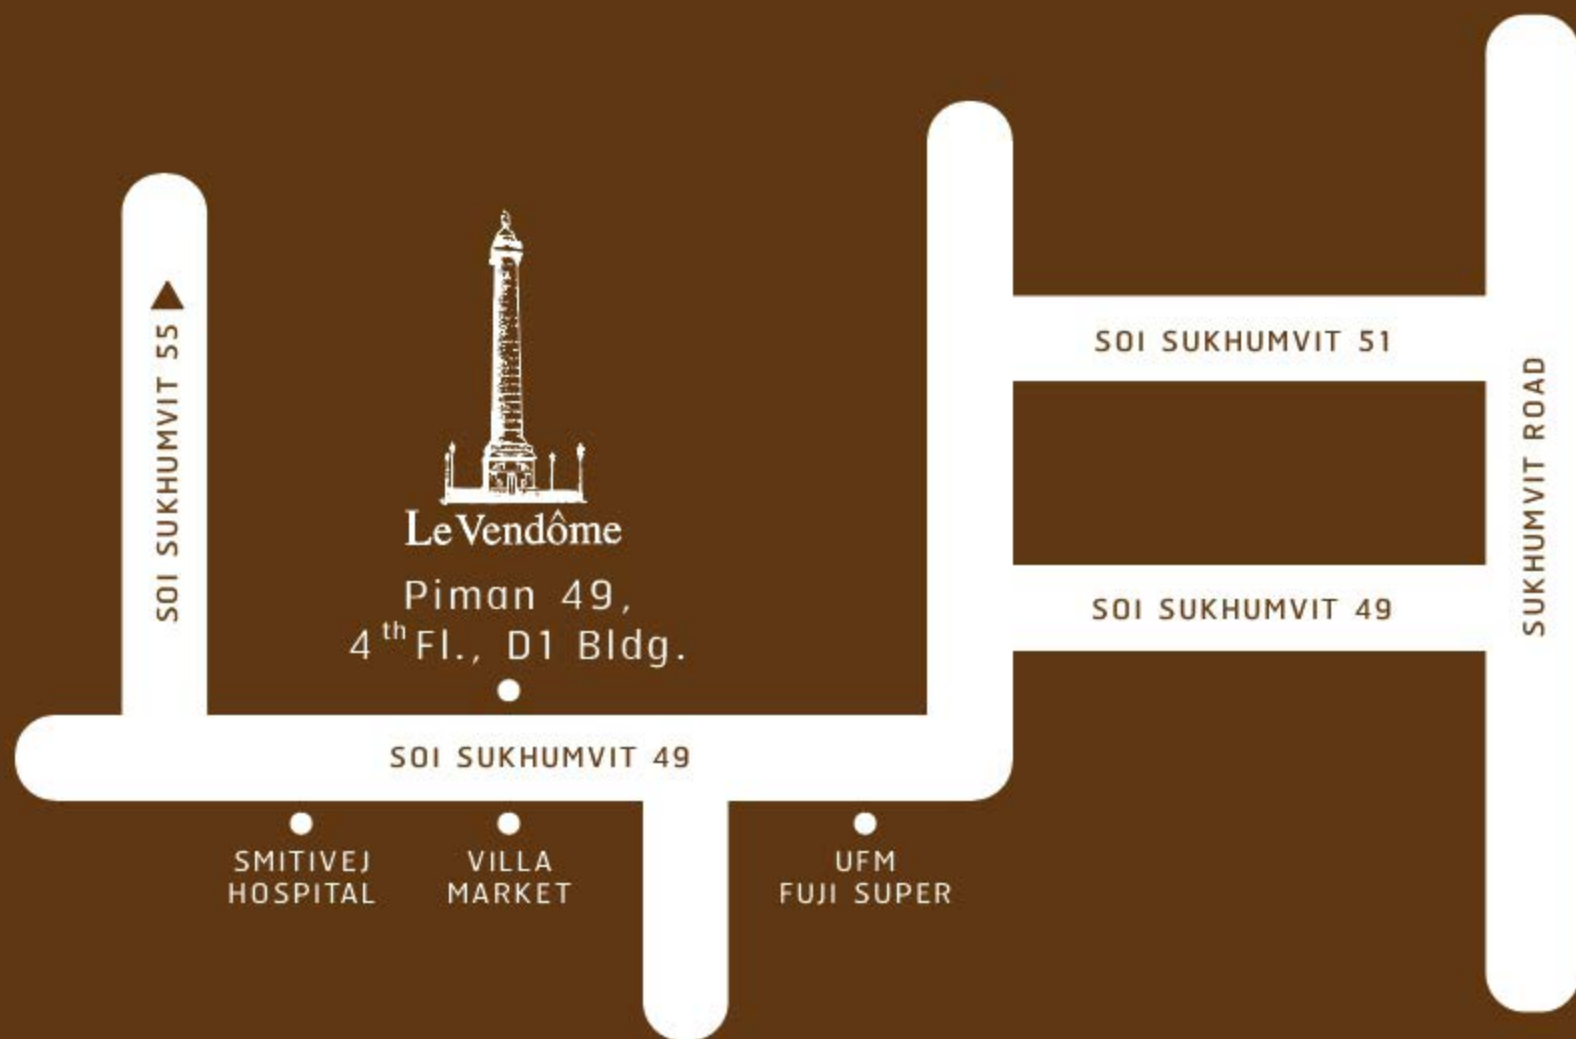 SOI SUKHUMVIT 55
Le Vendôme
Piman 49,
4th Fl., D1 Bldg.
SOI SUKHUMVIT 51
SOI SUKHUMVIT 49
SUKHUMVIT ROAD
SOI SUKHUMVIT 49
SMITIVEJ
HOSPITAL
VILLA
MARKET
UFM
FUJI SUPER